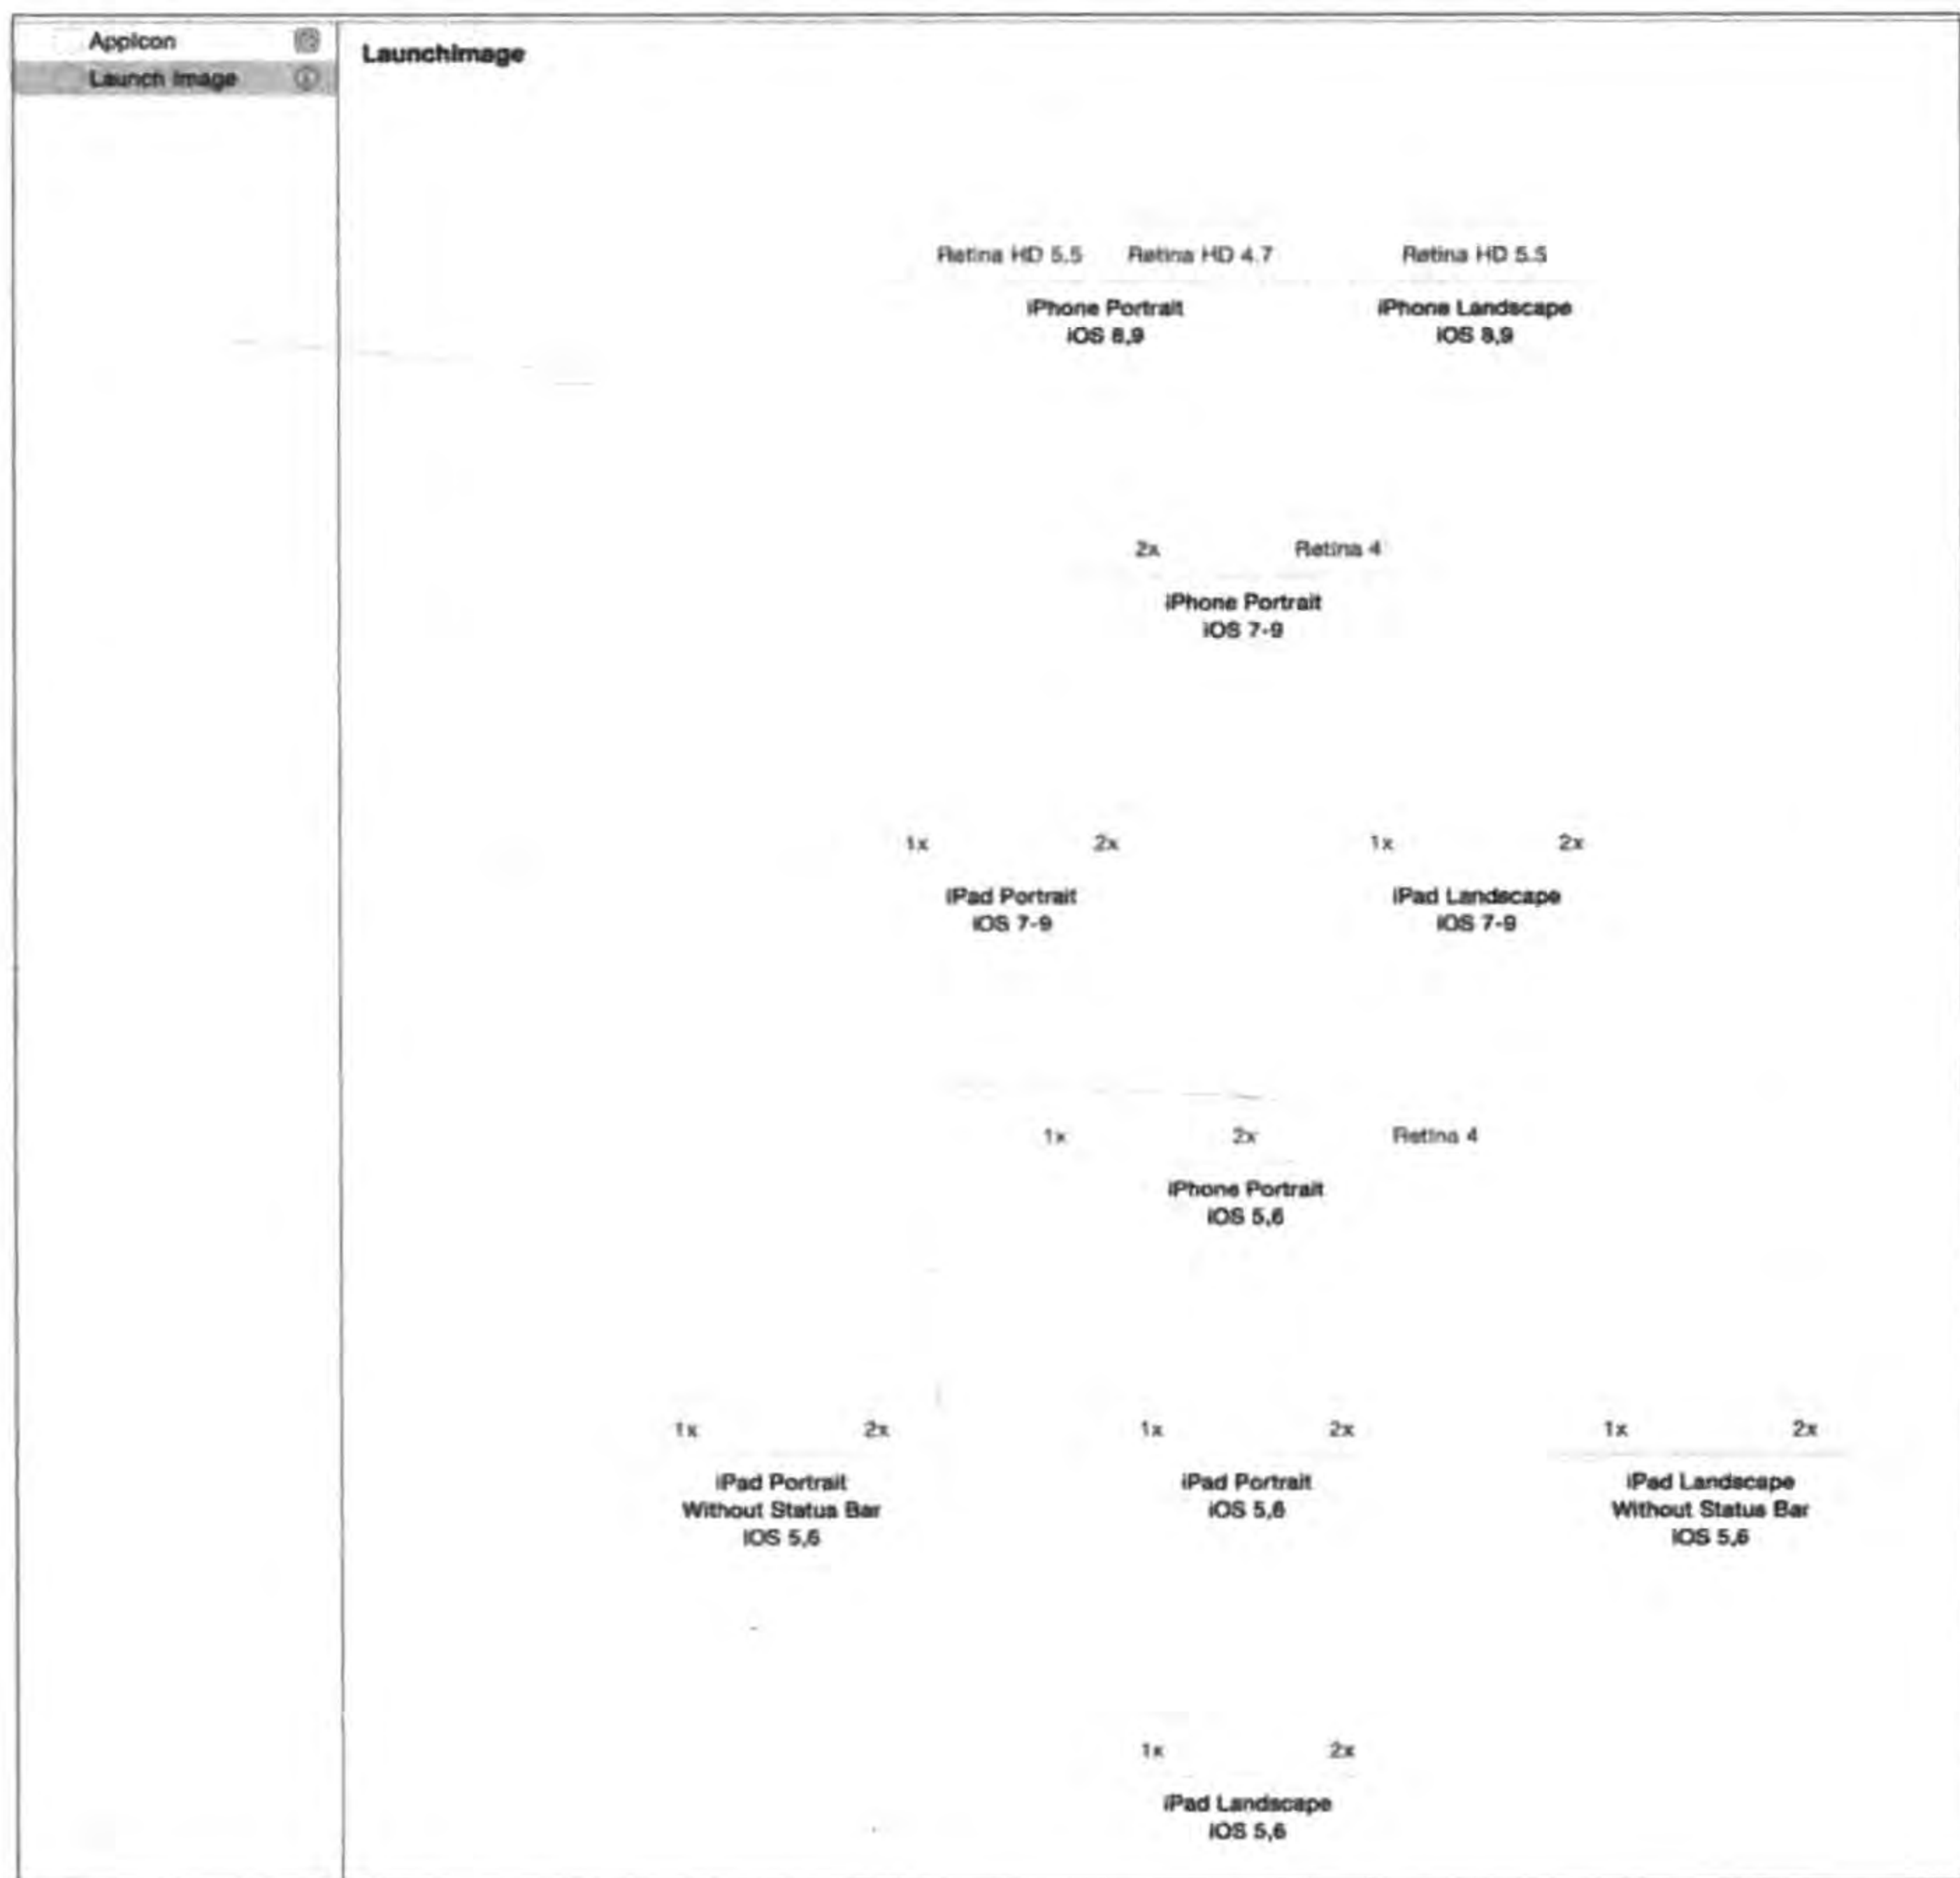 AppIcon
Launch Image
LaunchImage
Retina HD 5.5 Retina HD 4.7 Retina HD 5.5
iPhone Portrait iPhone Landscape
iOS 8,9 iOS 8,9
2x Retina 4
iPhone Portrait
iOS 7-9
1x 2x 1x 2x
iPad Portrait iPad Landscape
iOS 7-9 iOS 7-9
1x 2x Retina 4
iPhone Portrait
iOS 5,6
1x 2x 1x 2x 1x 2x
iPad Portrait iPad Portrait iPad Landscape
Without Status Bar iOS 5,6 Without Status Bar
iOS 5,6 iOS 5,6
1x 2x
iPad Landscape
iOS 5,6